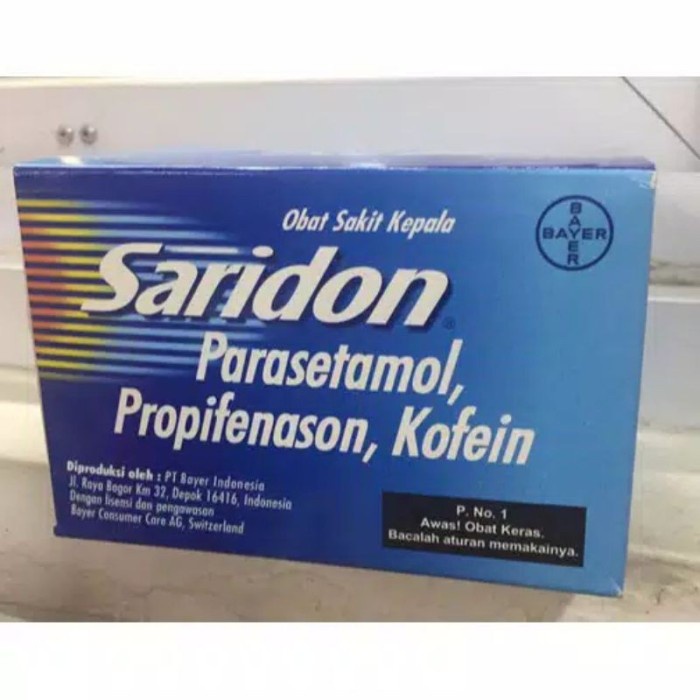 Obat Sakit Kepala
BAYER
BAYER
Saridon®
Parasetamol,
Propifenason, Kofein
Diproduksi oleh : PT Bayer Indonesia
Jl. Raya Bogor Km 32, Depok 16416, Indonesia
Dengan lisensi dan pengawasan
Bayer Consumer Care AG, Switzerland
P. No. 1
Awas! Obat Keras.
Bacalah aturan memakainya.